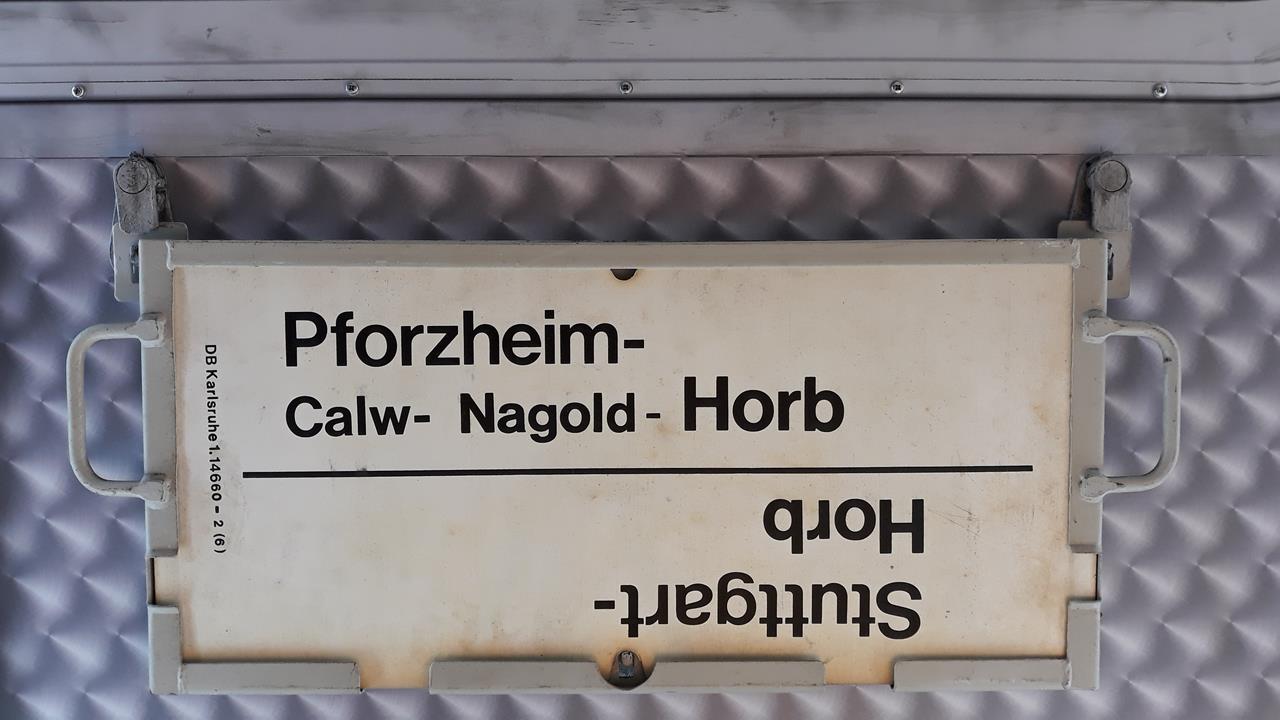 Pforzheim-
Calw- Nagold - Horb
Stuttgart-
Horb
DB Karlsruhe 1.14660 - 2 (6)